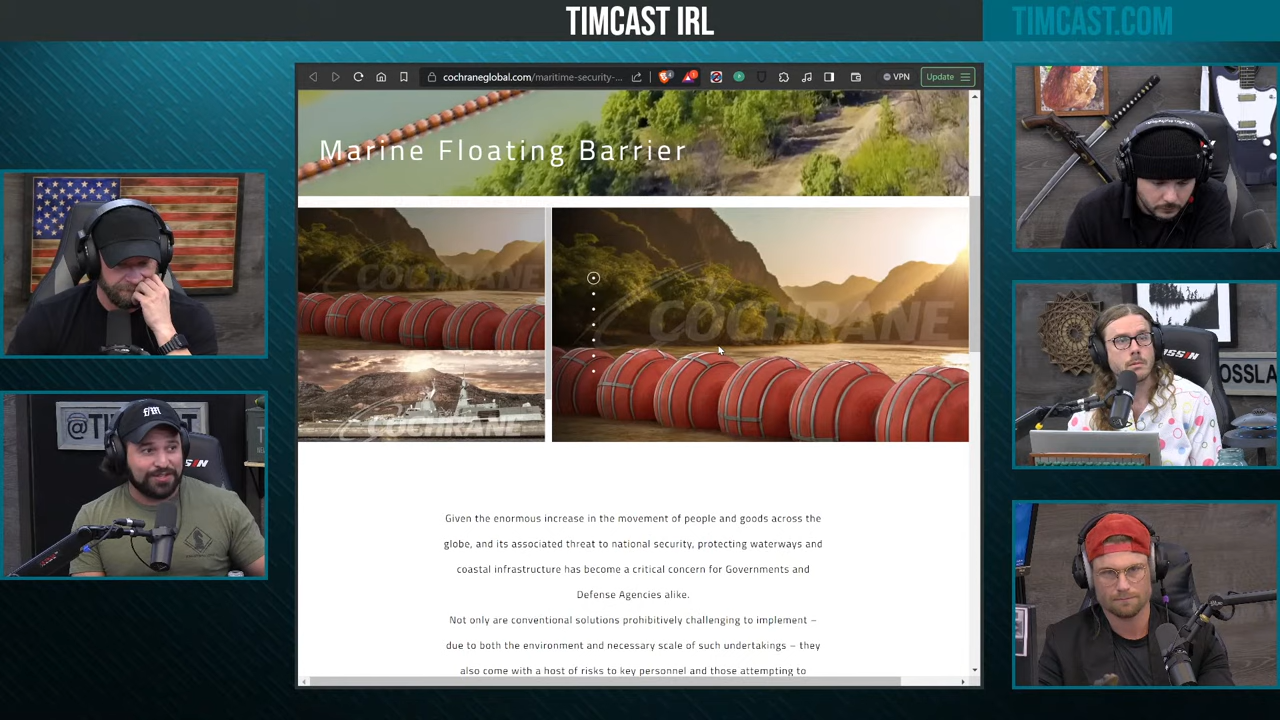 TIMCAST IRL
TIMCAST.COM
cochraneglobal.com/maritime-security-...
VPN
Update
Marine Floating Barrier
COCHRANE
COCHRANE
COCHRANE
Given the enormous increase in the movement of people and goods across the
globe, and its associated threat to national security, protecting waterways and
coastal infrastructure has become a critical concern for Governments and
Defense Agencies alike.
Not only are conventional solutions prohibitively challenging to implement –
due to both the environment and necessary scale of such undertakings – they
also come with a host of risks to key personnel and those attempting to